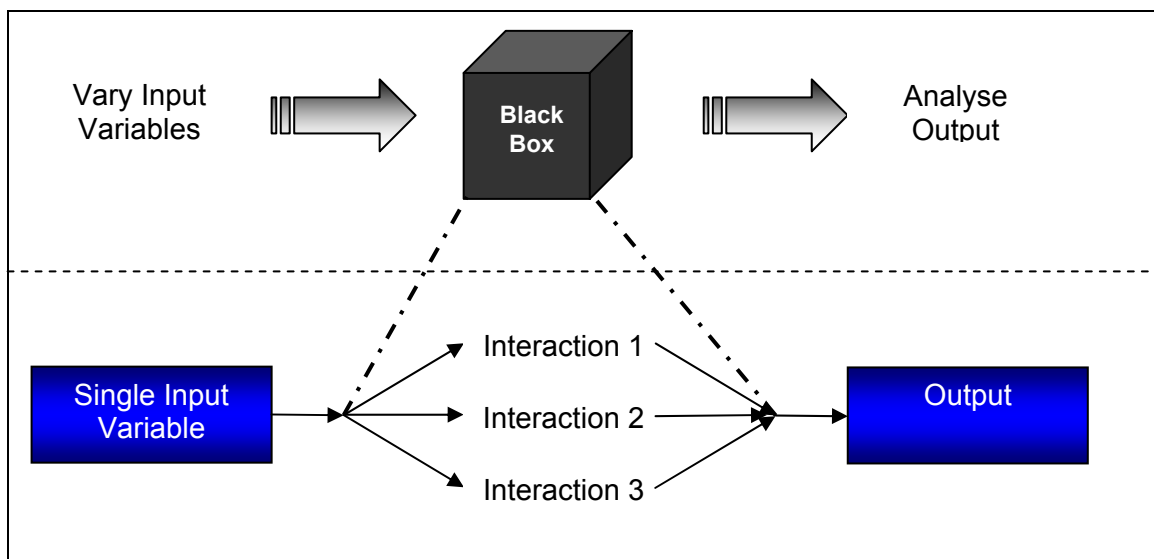 Vary Input
Variables
Black
Box
Analyse
Output
Interaction 1
Single Input
Variable
Interaction 2
Output
Interaction 3